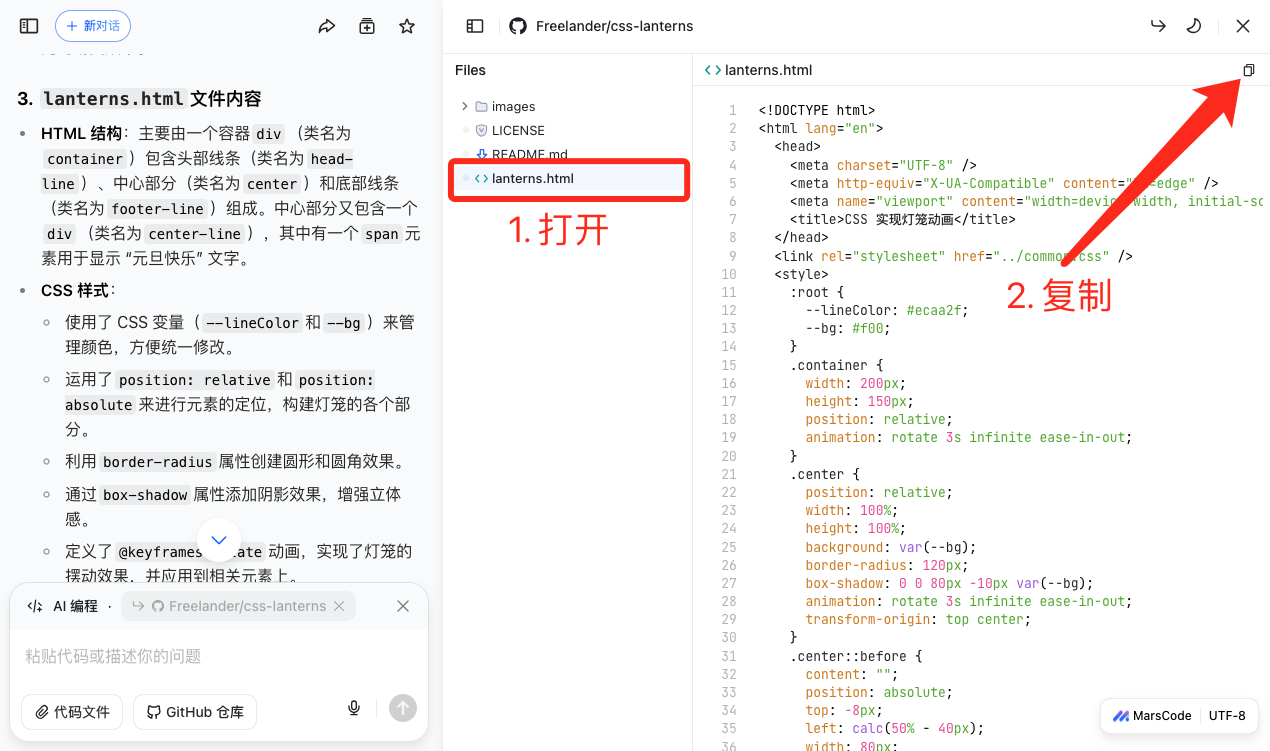 新对话
3. lanterns.html 文件内容
HTML 结构：主要由一个容器 div （类名为
container ）包含头部线条（类名为 head-
line ）、中心部分（类名为 center ）和底部线条
（类名为 footer-line ）组成。中心部分又包含一个
div （类名为 center-line ），其中有一个 span 元
素用于显示 “元旦快乐” 文字。
CSS 样式：
使用了 CSS 变量（ --lineColor 和 --bg ）来管
理颜色，方便统一修改。
运用了 position: relative 和 position:
absolute 来进行元素的定位，构建灯笼的各个部
分。
利用 border-radius 属性创建圆形和圆角效果。
通过 box-shadow 属性添加阴影效果，增强立体
感。
定义了 @keyframes 动画，实现了灯笼的
摆动效果，并应用到相关元素上。
AI 编程 · Freelander/css-lanterns
粘贴代码或描述你的问题
代码文件 GitHub 仓库
Freelander/css-lanterns
Files
images
LICENSE
README.md
lanterns.html
1. 打开
lanterns.html
2. 复制
1 <!DOCTYPE html>
2 <html lang="en">
3 <head>
4 <meta charset="UTF-8" />
5 <meta http-equiv="X-UA-Compatible" content="=edge" />
6 <meta name="viewport" content="width=device-width, initial-sc
7 <title>CSS 实现灯笼动画</title>
8 </head>
9 <link rel="stylesheet" href="../common.css" />
10 <style>
11 :root {
12 --lineColor: #ecaa2f;
13 --bg: #f00;
14 }
15 .container {
16 width: 200px;
17 height: 150px;
18 position: relative;
19 animation: rotate 3s infinite ease-in-out;
20 }
21 .center {
22 position: relative;
23 width: 100%;
24 height: 100%;
25 background: var(--bg);
26 border-radius: 120px;
27 box-shadow: 0 0 80px -10px var(--bg);
28 animation: rotate 3s infinite ease-in-out;
29 transform-origin: top center;
30 }
31 .center::before {
32 content: "";
33 position: absolute;
34 top: -8px;
35 left: calc(50% - 40px);
36 width: 80px;
MarsCode UTF-8